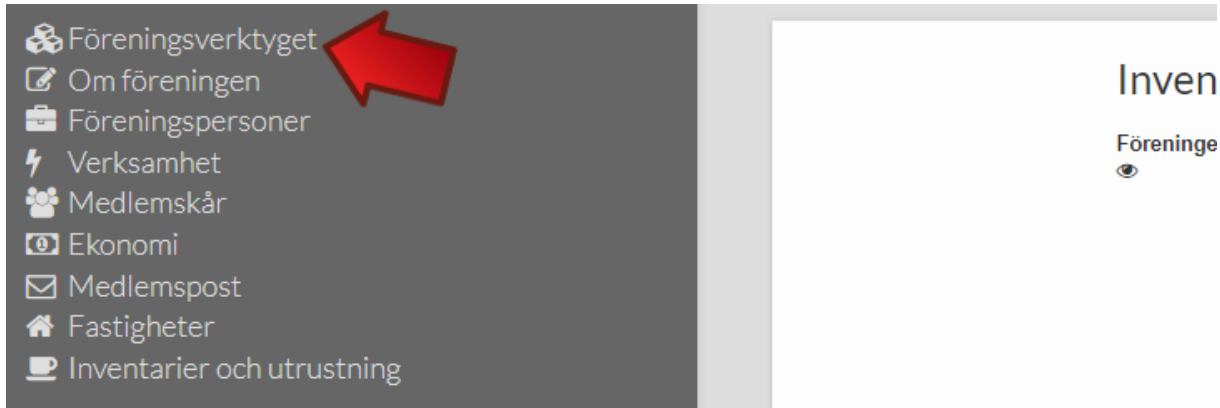 Föreningsverktyget
Om föreningen
Föreningspersoner
Verksamhet
Medlemskår
Ekonomi
Medlemspost
Fastigheter
Inventarier och utrustning
Inven
Föreninge